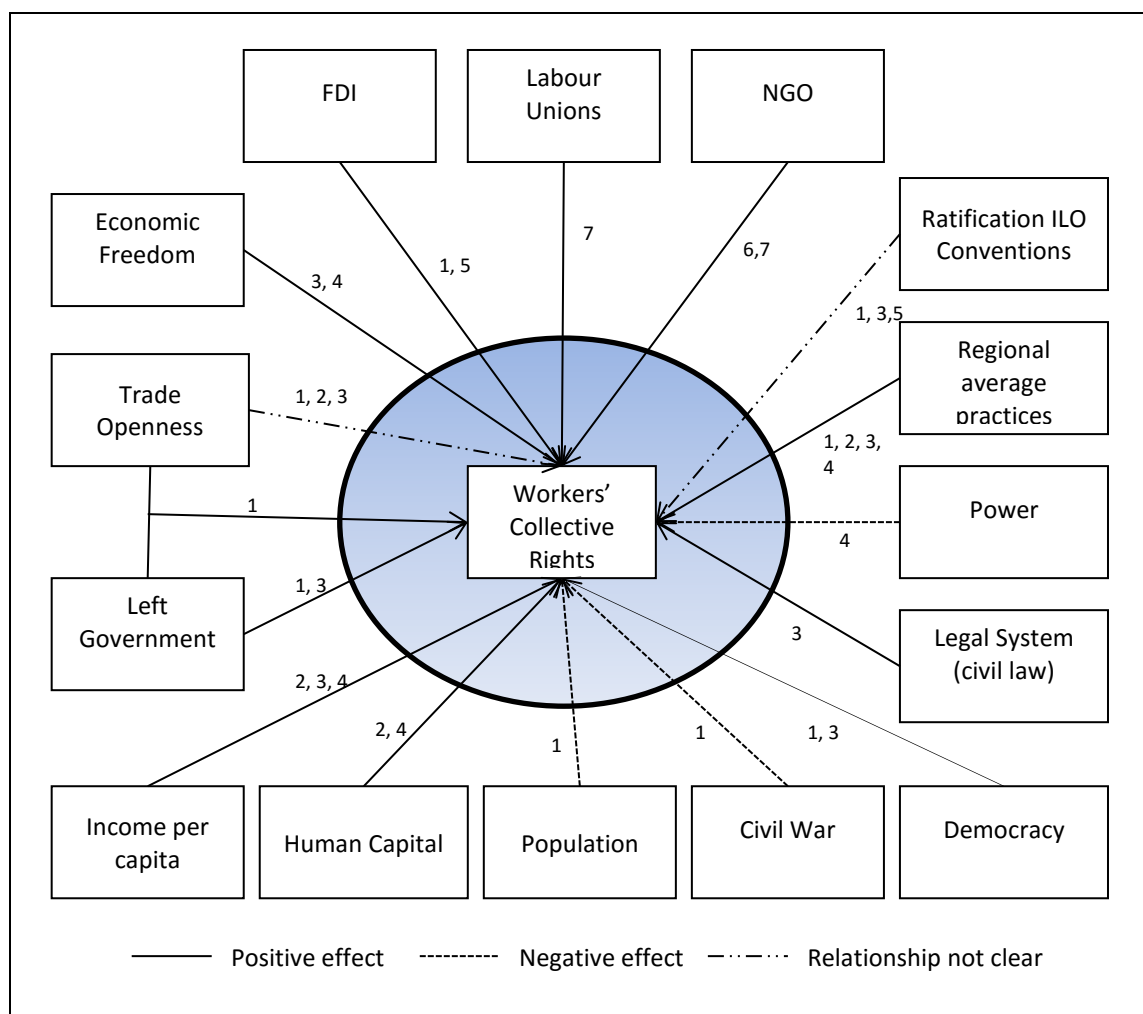 FDI
Labour
Unions
NGO
Economic
Freedom
Ratification ILO
Conventions
7
6,7
3, 4
1, 5
1, 3,5
Trade
Openness
1, 2, 3
Regional
average
practices
1, 2, 3,
4
Workers’
Collective
Rights
1
Power
4
Left
Government
1, 3
3
Legal System
(civil law)
2, 3, 4
2, 4
1
1
1, 3
Income per
capita
Human Capital
Population
Civil War
Democracy
Positive effect
Negative effect
Relationship not clear